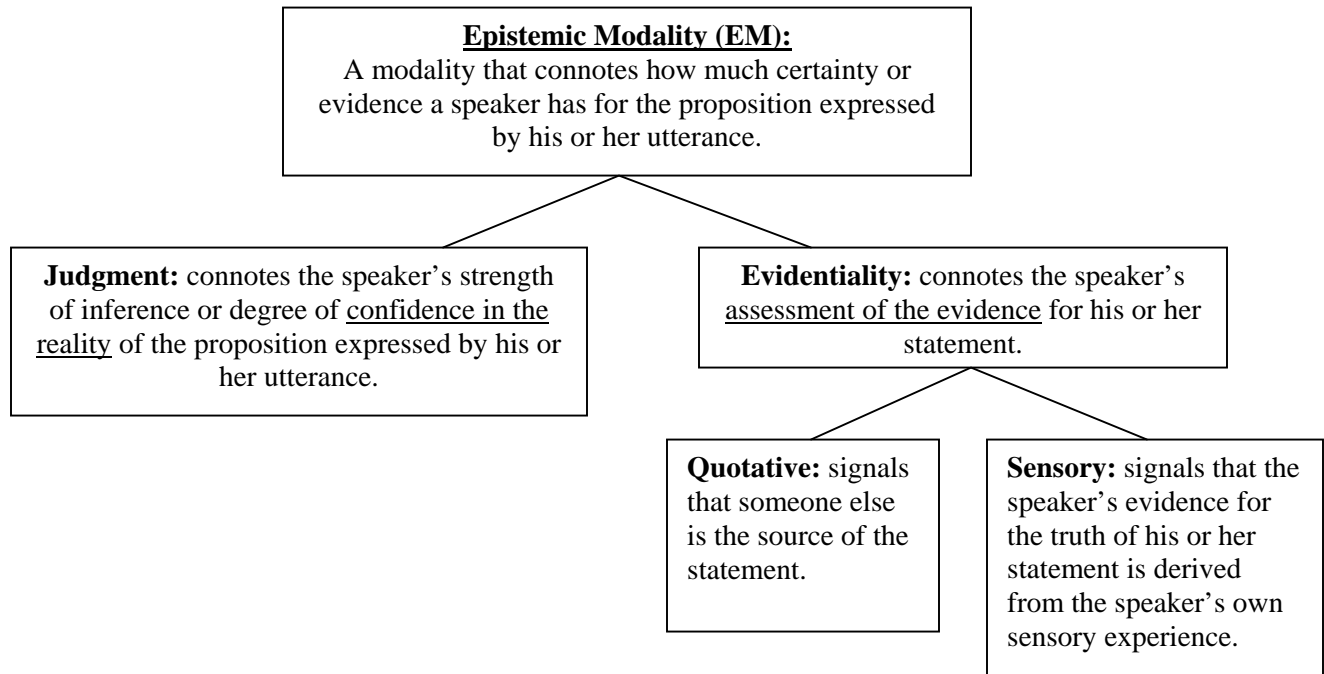 Epistemic Modality (EM):
A modality that connotes how much certainty or
evidence a speaker has for the proposition expressed
by his or her utterance.
Judgment: connotes the speaker’s strength
of inference or degree of confidence in the
reality of the proposition expressed by his or
her utterance.
Evidentiality: connotes the speaker’s
assessment of the evidence for his or her
statement.
Quotative: signals
that someone else
is the source of the
statement.
Sensory: signals that the
speaker’s evidence for
the truth of his or her
statement is derived
from the speaker’s own
sensory experience.